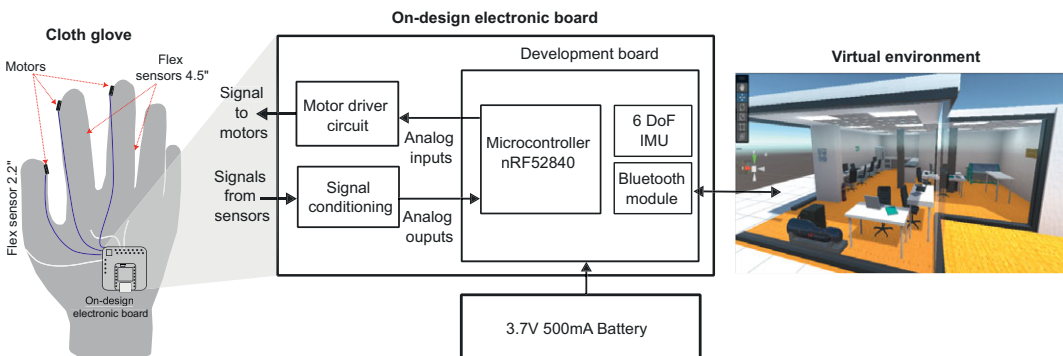 On-design electronic board
Cloth glove
Motors
Flex
sensors 4.5"
Flex sensor 2.2"
On-design
electronic board
Signal
to
motors
Signals
from
sensors
Motor driver
circuit
Signal
conditioning
Analog
inputs
Analog
ouputs
Development board
Microcontroller
nRF52840
6 DoF
IMU
Bluetooth
module
3.7V 500mA Battery
Virtual environment